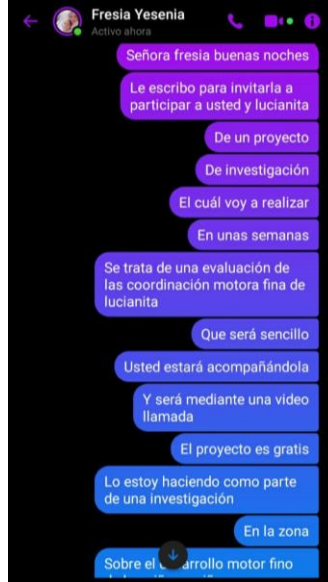 Fresia Yesenia
Activo ahora
Señora fresia buenas noches
Le escribo para invitarla a
participar a usted y lucianita
De un proyecto
De investigación
El cuál voy a realizar
En unas semanas
Se trata de una evaluación de
las coordinación motora fina de
lucianita
Que será sencillo
Usted estará acompañándola
Y será mediante una video
llamada
El proyecto es gratis
Lo estoy haciendo como parte
de una investigación
En la zona
Sobre el motor fino